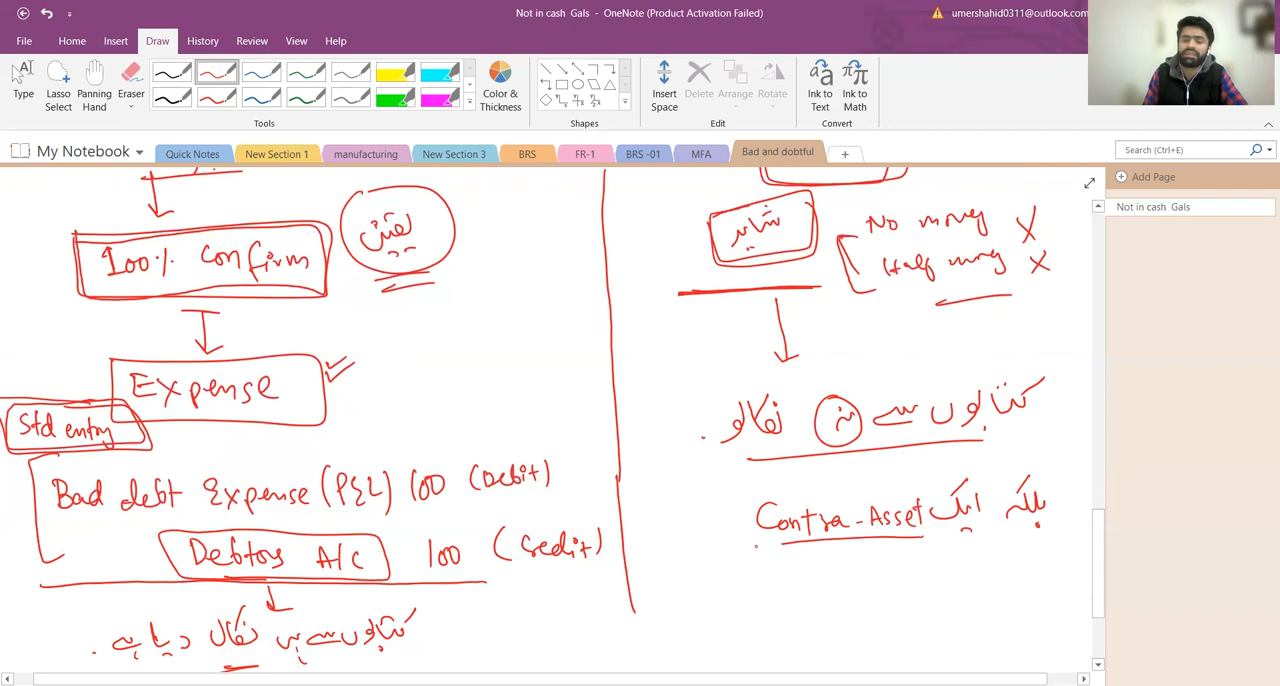 Not in cash Gals - OneNote (Product Activation Failed)
umershahid0311@outlook.com
File Home Insert Draw History Review View Help
Type
Lasso Select
Panning Hand
Eraser
Color & Thickness
Insert Space
Delete
Arrange
Rotate
Ink to Text
Ink to Math
Tools
Shapes
Edit
Convert
My Notebook
Quick Notes
New Section 1
manufacturing
New Section 3
BRS
FR-1
BRS -01
MFA
Bad and dobtful
Search (Ctrl+E)
Add Page
Not in cash Gals
100% Confirm
یقین
Expense
Std entry
Bad debt Expense (P&L) 100 (Debit)
Debtors A/C 100 (Credit)
کتابوں سے ہی نکال دیا ہے
شاید
No money X
Half money X
کتابوں سے نہ نکالو
بلکہ ایک Contra-Asset